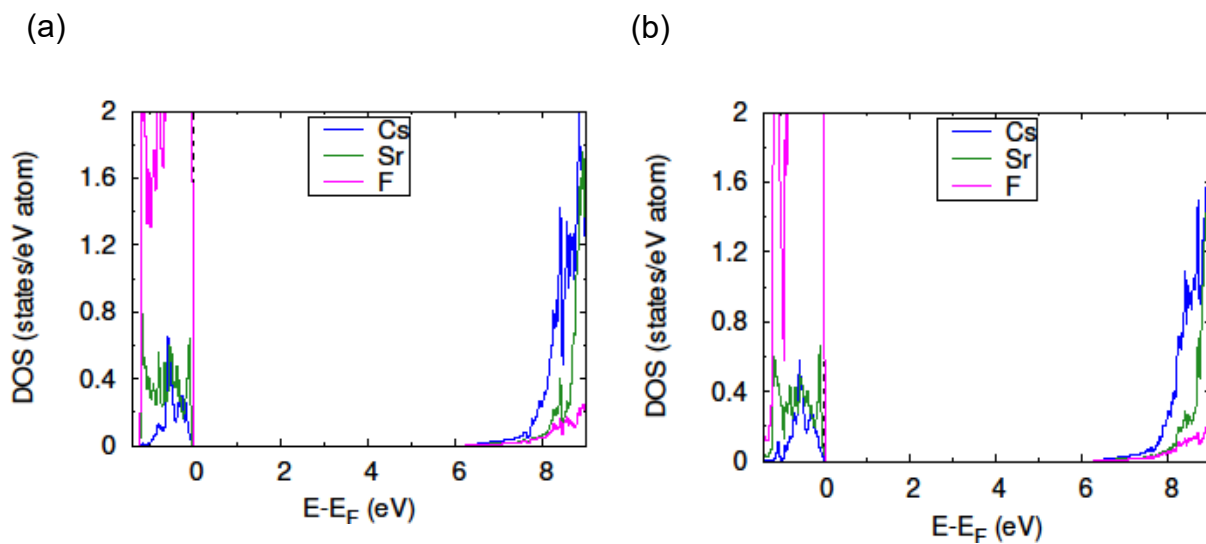 (a)
(b)
2
1.6
1.2
0.8
0.4
0
DOS (states/eV atom)
Cs
Sr
F
0
2
4
6
8
E-E_F (eV)
2
1.6
1.2
0.8
0.4
0
DOS (states/eV atom)
Cs
Sr
F
0
2
4
6
8
E-E_F (eV)